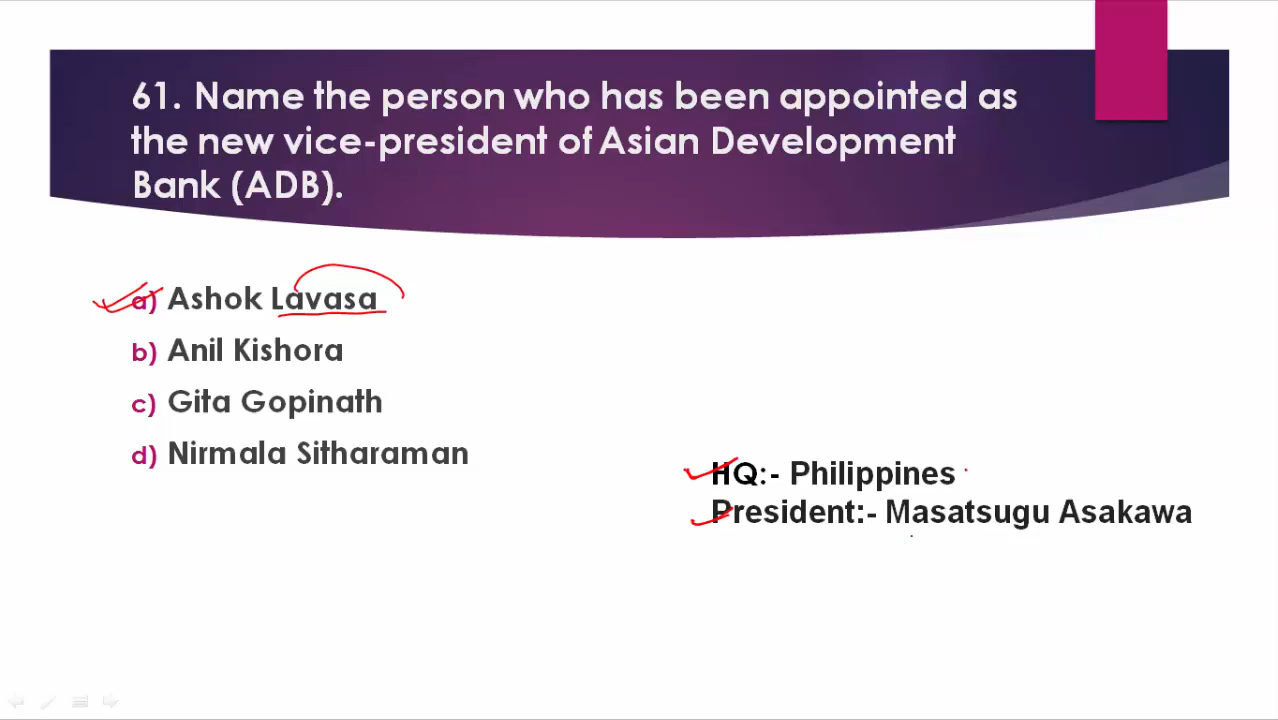 61. Name the person who has been appointed as
the new vice-president of Asian Development
Bank (ADB).
a) Ashok Lavasa
b) Anil Kishora
c) Gita Gopinath
d) Nirmala Sitharaman
HQ:- Philippines
President:- Masatsugu Asakawa